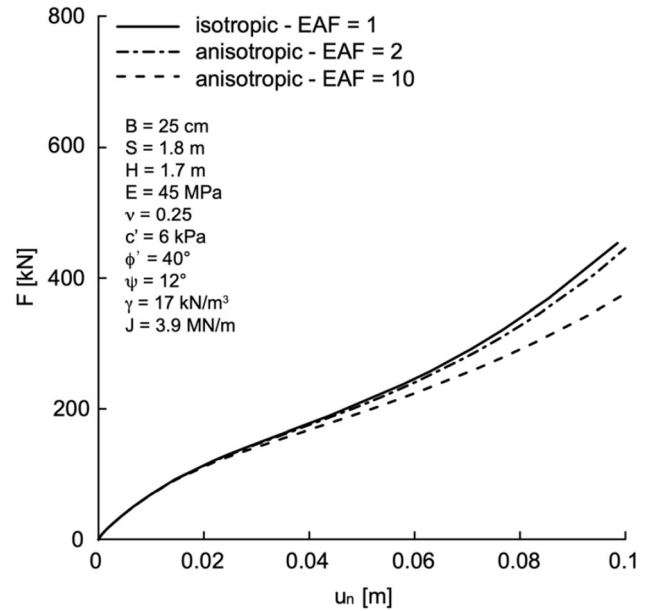 800
isotropic - EAF = 1
anisotropic - EAF = 2
anisotropic - EAF = 10
B = 25 cm
S = 1.8 m
H = 1.7 m
E = 45 MPa
ν = 0.25
c' = 6 kPa
ϕ' = 40°
ψ = 12°
γ = 17 kN/m³
J = 3.9 MN/m
600
400
200
0
F [kN]
0 0.02 0.04 0.06 0.08 0.1
uₙ [m]